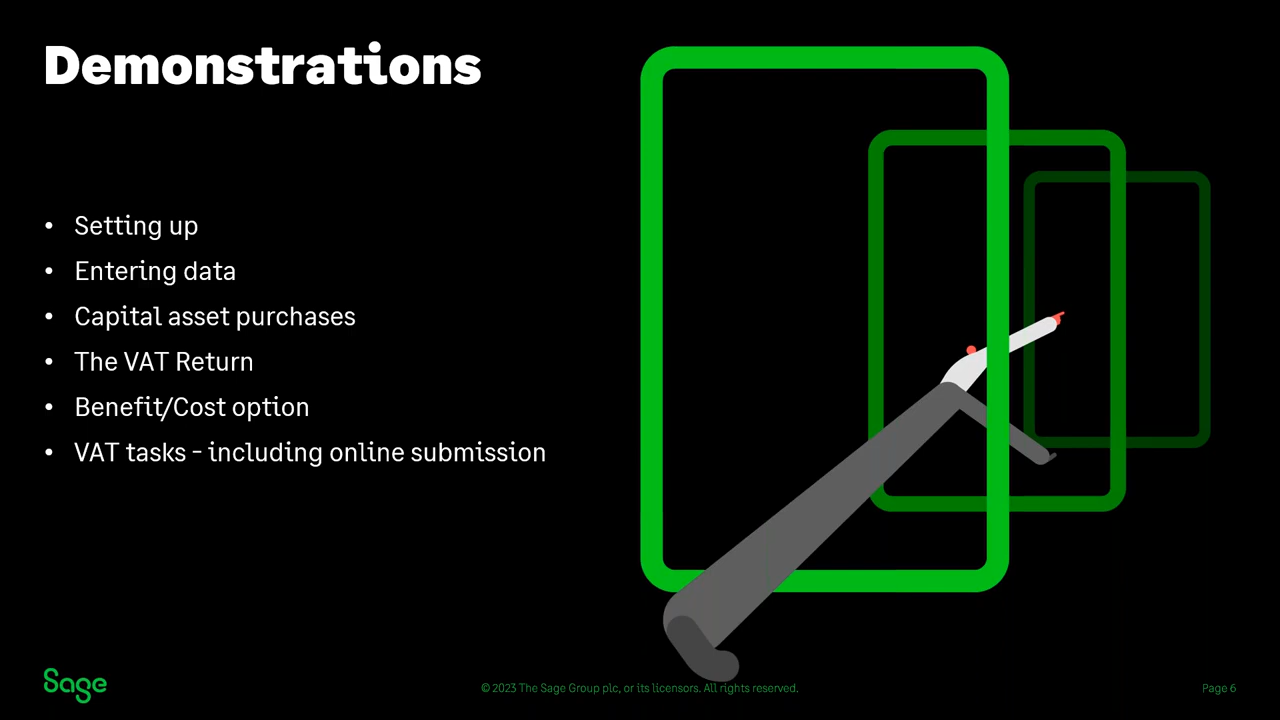 Demonstrations
• Setting up
• Entering data
• Capital asset purchases
• The VAT Return
• Benefit/Cost option
• VAT tasks - including online submission
Sage
© 2023 The Sage Group plc, or its licensors. All rights reserved.
Page 6